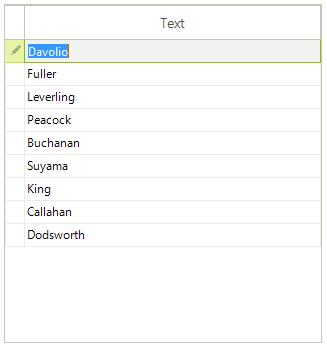 Text
Davolio
Fuller
Leverling
Peacock
Buchanan
Suyama
King
Callahan
Dodsworth